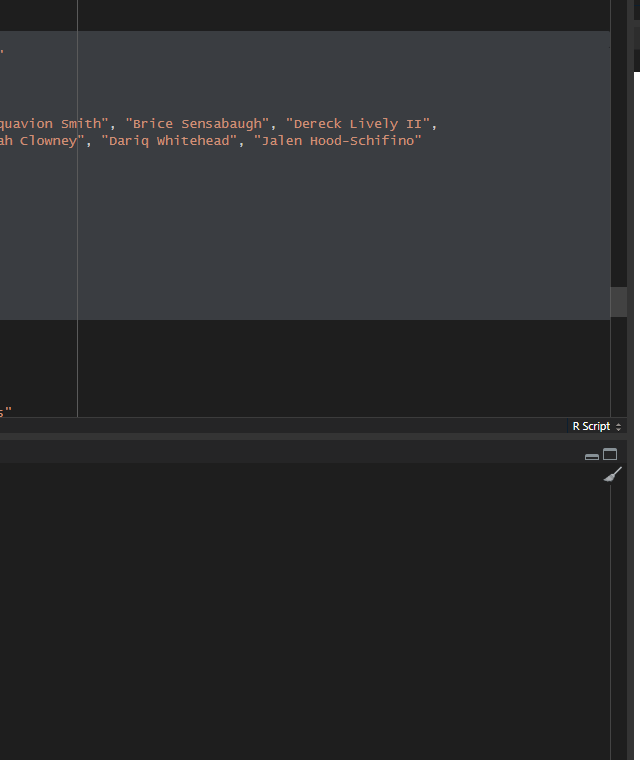 "
quavion Smith", "Brice Sensabaugh", "Dereck Lively II",
ah Clowney", "Dariq Whitehead", "Jalen Hood-Schifino"
s"
R Script